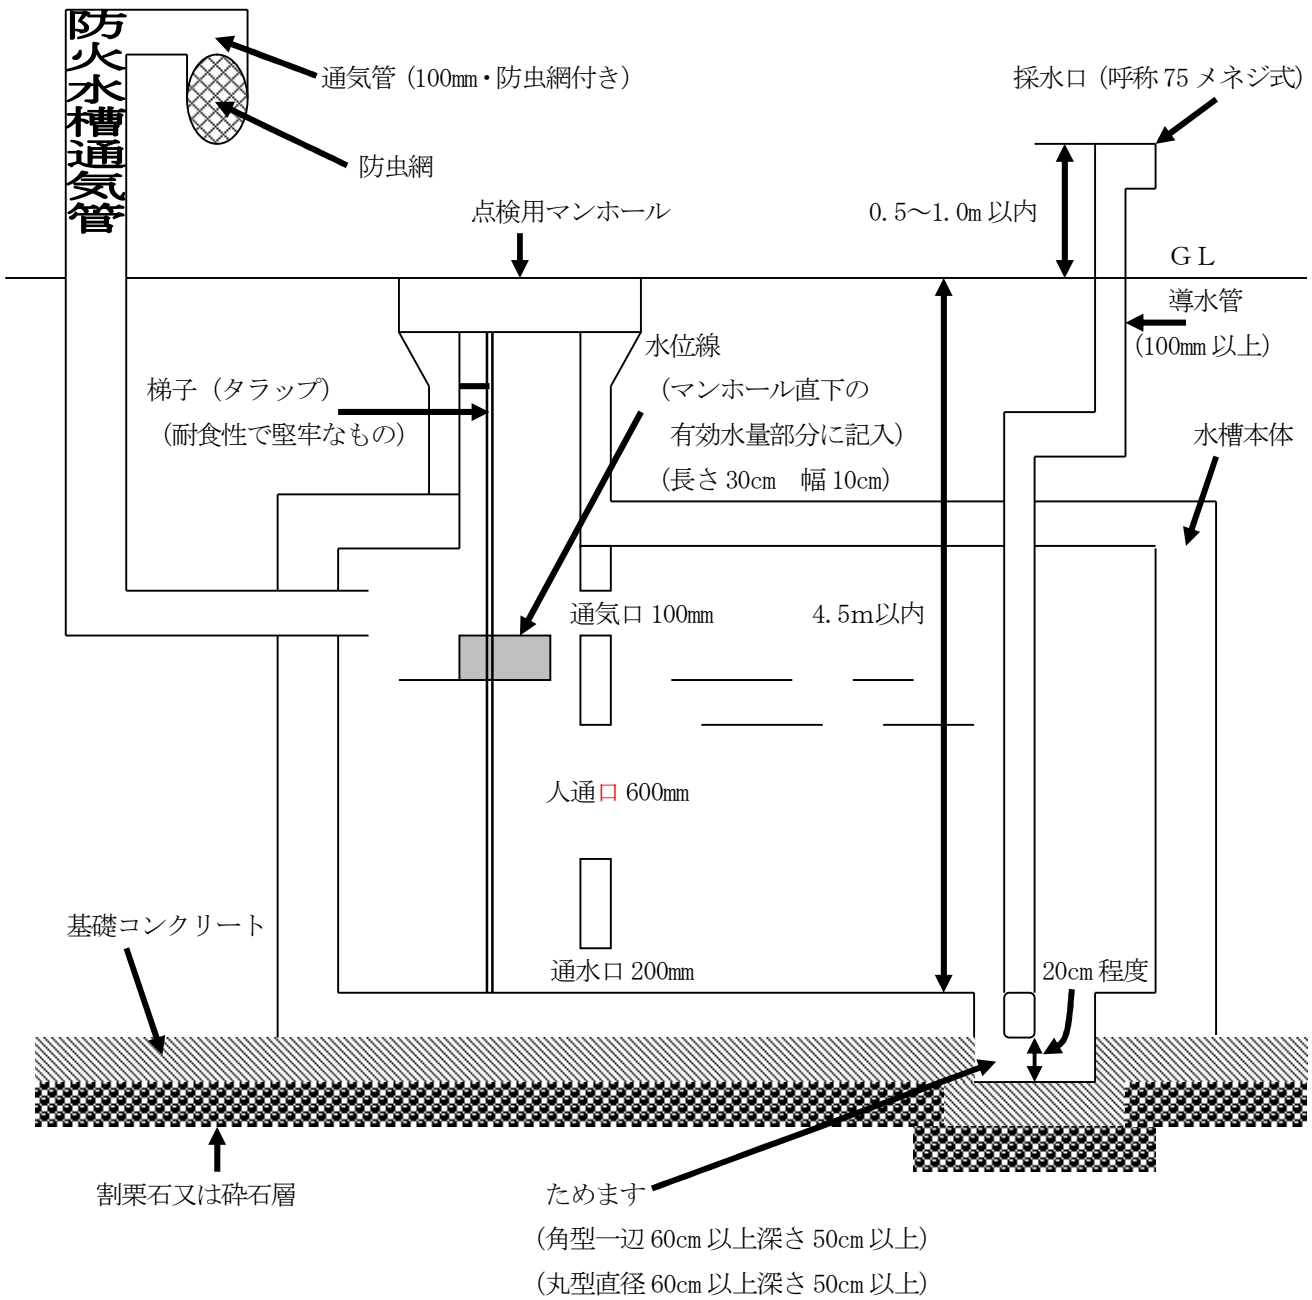 防火水槽通気管
通気管（100mm・防虫網付き）
採水口（呼称 75 メネジ式）
防虫網
点検用マンホール
0.5～1.0m 以内
ＧＬ
導水管
（100mm 以上）
水位線
梯子（タラップ）
（耐食性で堅牢なもの）
（マンホール直下の
有効水量部分に記入）
（長さ 30cm　幅 10cm）
水槽本体
通気口 100mm
4.5ｍ以内
人通口 600mm
基礎コンクリート
通水口 200mm
20cm 程度
割栗石又は砕石層
ためます
（角型一辺 60cm 以上深さ 50cm 以上）
（丸型直径 60cm 以上深さ 50cm 以上）